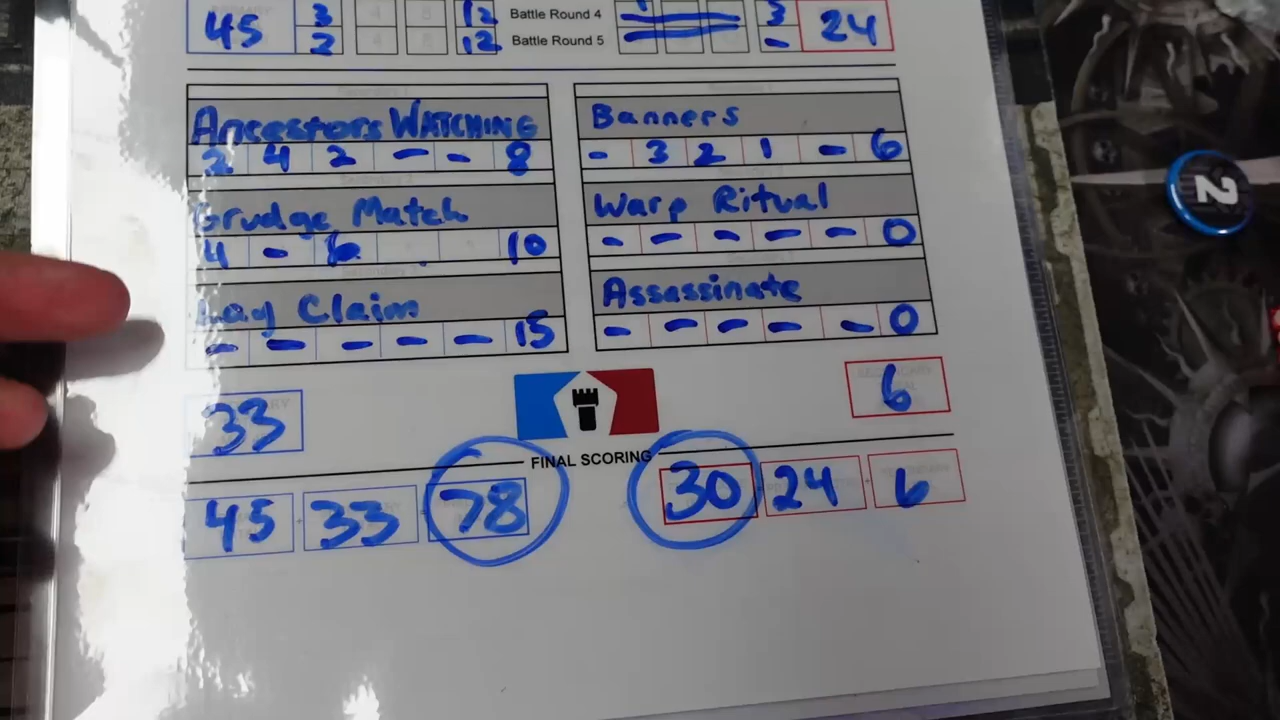 45 3 12 Battle Round 4 3 24
2 12 Battle Round 5 -
Ancestors WATCHING
2 4 2 - - 8
Grudge Match
4 - 6 10
Lay Claim
- - - - - 15
33
Banners
- 3 2 1 - 6
Warp Ritual
- - - - - 0
Assassinate
- - - - - 0
6
FINAL SCORING
45 33 78 30 24 6
2